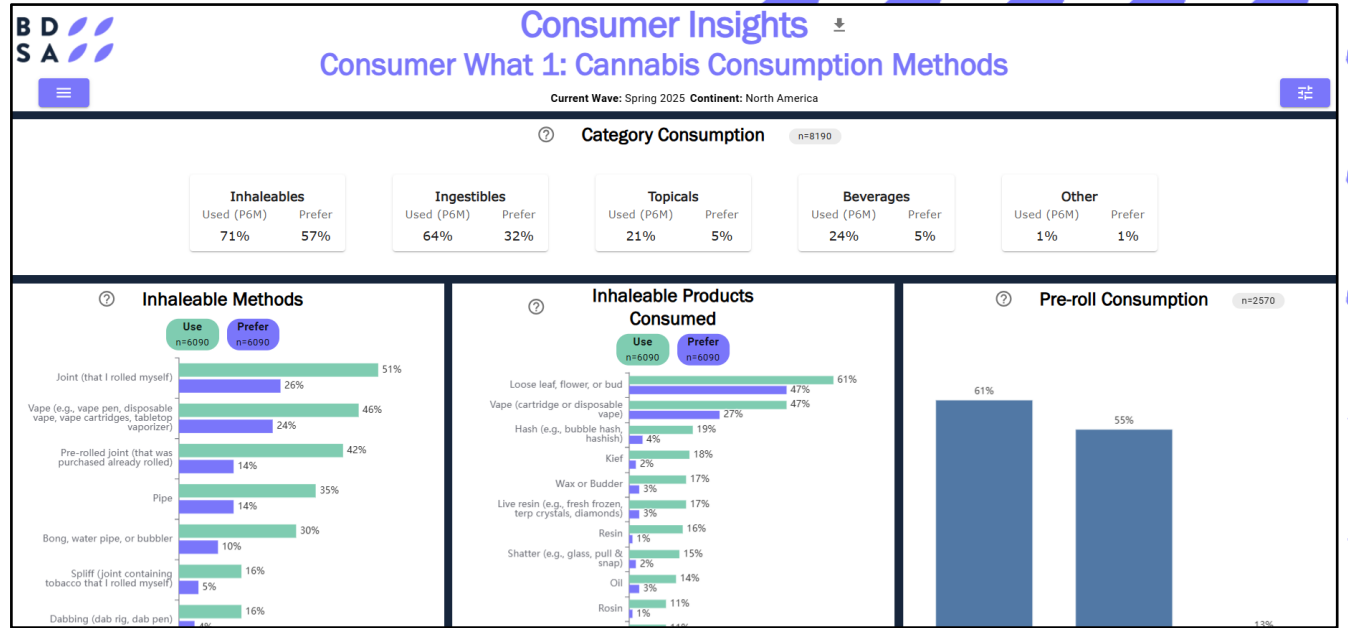 B D
S A
Consumer Insights
Consumer What 1: Cannabis Consumption Methods
Current Wave: Spring 2025 Continent: North America
Category Consumption
n=8190
Inhaleables
Used (P6M) Prefer
71% 57%
Ingestibles
Used (P6M) Prefer
64% 32%
Topicals
Used (P6M) Prefer
21% 5%
Beverages
Used (P6M) Prefer
24% 5%
Other
Used (P6M) Prefer
1% 1%
Inhaleable Methods
Use Prefer
n=6090 n=6090
Joint (that I rolled myself)
51%
26%
Vape (e.g., vape pen, disposable
vape, vape cartridges, tabletop
vaporizer)
46%
24%
Pre-rolled joint (that was
purchased already rolled)
42%
14%
Pipe
35%
14%
Bong, water pipe, or bubbler
30%
10%
Spliff (joint containing
tobacco that I rolled myself)
16%
5%
Dabbing (dab rig, dab pen)
16%
4%
Inhaleable Products
Consumed
Use Prefer
n=6090 n=6090
Loose leaf, flower, or bud
61%
47%
Vape (cartridge or disposable
vape)
47%
27%
Hash (e.g., bubble hash,
hashish)
19%
4%
Kief
18%
2%
Wax or Budder
17%
3%
Live resin (e.g., fresh frozen,
terp crystals, diamonds)
17%
3%
Resin
16%
1%
Shatter (e.g., glass, pull &
snap)
15%
2%
Oil
14%
3%
Rosin
11%
1%
11%
Pre-roll Consumption
n=2570
61%
55%
13%